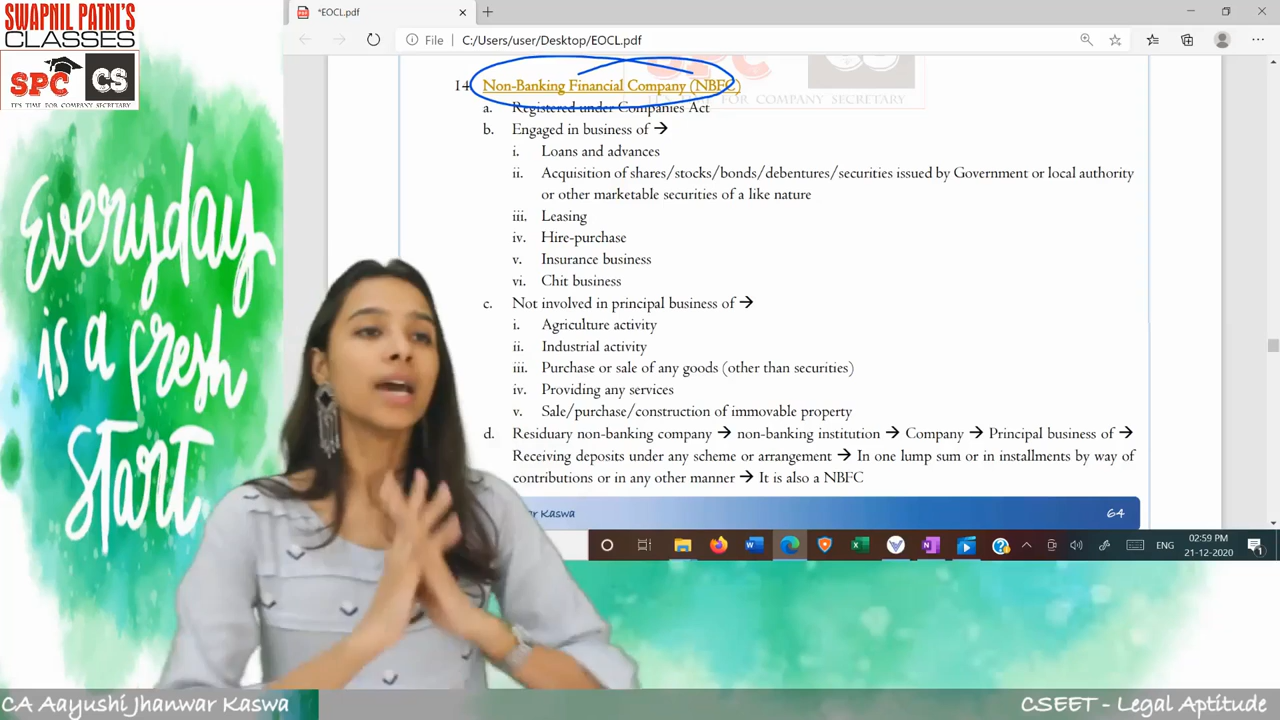 SWAPNIL PATNI'S
CLASSES
SPC CS
IT'S TIME FOR COMPANY SECRETARY
Everyday
is a fresh
start
*EOCL.pdf
File C:/Users/user/Desktop/EOCL.pdf
FOR COMPANY SECRETARY
14 Non-Banking Financial Company (NBFC)
a. Registered under Companies Act
b. Engaged in business of →
i. Loans and advances
ii. Acquisition of shares/stocks/bonds/debentures/securities issued by Government or local authority
or other marketable securities of a like nature
iii. Leasing
iv. Hire-purchase
v. Insurance business
vi. Chit business
c. Not involved in principal business of →
i. Agriculture activity
ii. Industrial activity
iii. Purchase or sale of any goods (other than securities)
iv. Providing any services
v. Sale/purchase/construction of immovable property
d. Residuary non-banking company → non-banking institution → Company → Principal business of →
Receiving deposits under any scheme or arrangement → In one lump sum or in installments by way of
contributions or in any other manner → It is also a NBFC
Kaswa 64
ENG 02:59 PM
21-12-2020
CA Aayushi Jhanwar Kaswa
CSEET - Legal Aptitude